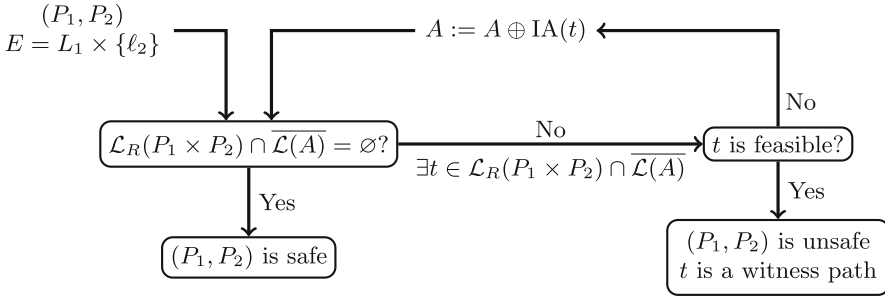 (P₁, P₂)
E = L₁ × {ℓ₂}
A := A ⊕ IA(t)
No
ℒ_R(P₁ × P₂) ∩ \overline{ℒ(A)} = ∅?
No
t is feasible?
∃t ∈ ℒ_R(P₁ × P₂) ∩ \overline{ℒ(A)}
Yes
Yes
(P₁, P₂) is safe
(P₁, P₂) is unsafe
t is a witness path